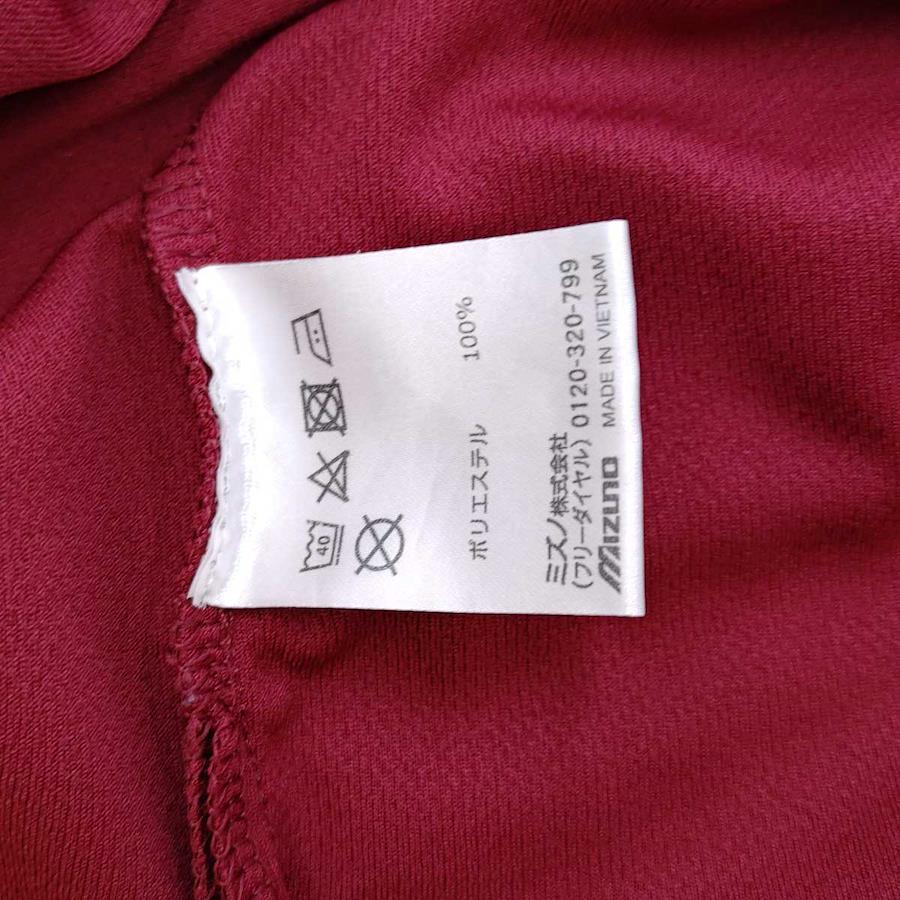 40
ポリエステル 100%
ミズノ株式会社
(フリーダイヤル) 0120-320-799
MIZUNO MADE IN VIETNAM